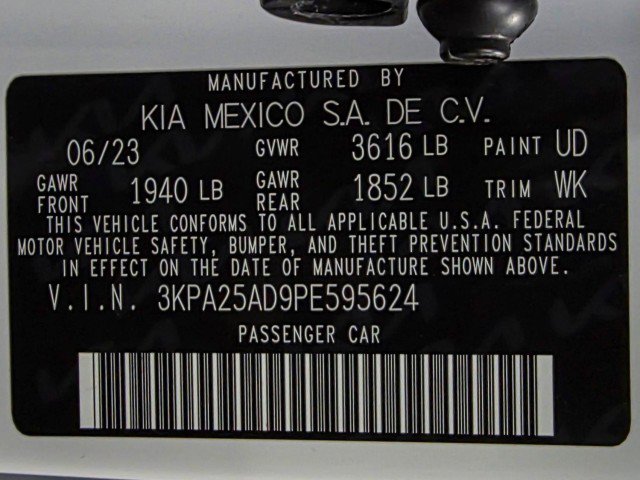 MANUFACTURED BY
KIA MEXICO S.A. DE C.V.
06/23 GVWR 3616 LB PAINT UD
GAWR FRONT 1940 LB GAWR REAR 1852 LB TRIM WK
THIS VEHICLE CONFORMS TO ALL APPLICABLE U.S.A. FEDERAL
MOTOR VEHICLE SAFETY, BUMPER, AND THEFT PREVENTION STANDARDS
IN EFFECT ON THE DATE OF MANUFACTURE SHOWN ABOVE.
V.I.N. 3KPA25AD9PE595624
PASSENGER CAR